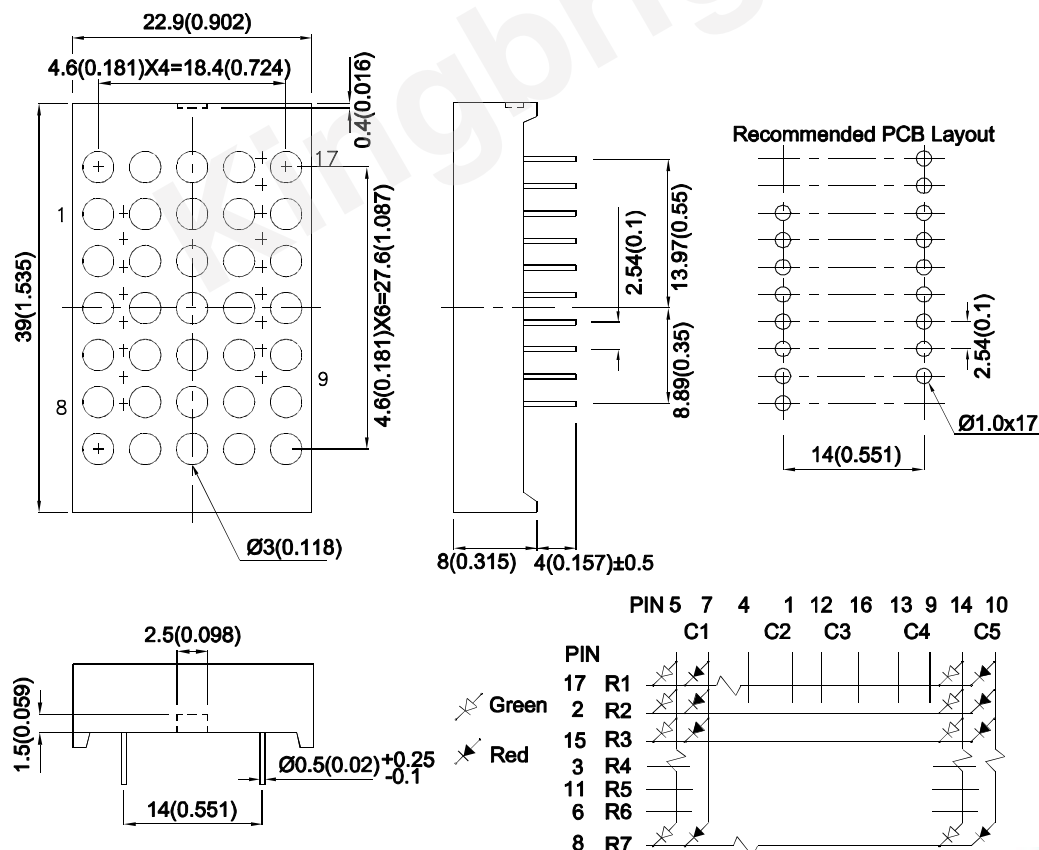 Kingbrig
22.9(0.902)
4.6(0.181)X4=18.4(0.724)
0.4(0.016)
17
1
39(1.535)
4.6(0.181)X6=27.6(1.087)
9
8
Ø3(0.118)
2.54(0.1)
13.97(0.55)
8.89(0.35)
8(0.315) 4(0.157)±0.5
Recommended PCB Layout
2.54(0.1)
Ø1.0x17
14(0.551)
2.5(0.098)
1.5(0.059)
Ø0.5(0.02)+0.25
-0.1
14(0.551)
Green
Red
PIN 5 7 4 1 12 16 13 9 14 10
C1 C2 C3 C4 C5
PIN
17 R1
2 R2
15 R3
3 R4
11 R5
6 R6
8 R7